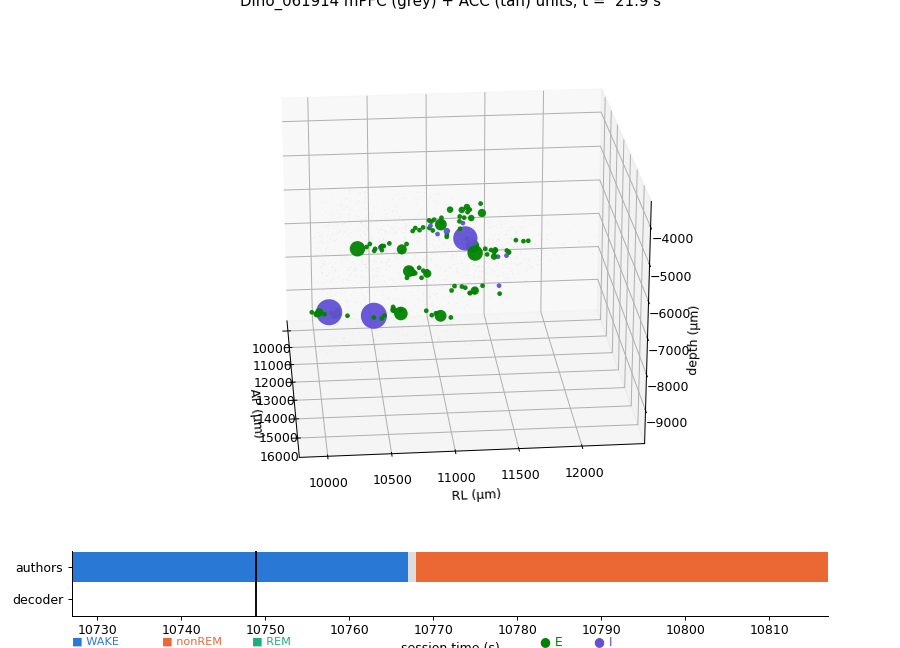 Dino_061914 mPFC (grey) + ACC (tan) units, t = 21.9 s
−4000
−5000
−6000
−7000
−8000
−9000
depth (μm)
10000
11000
12000
13000
14000
15000
16000
AP (μm)
10000
10500
11000
11500
12000
RL (μm)
authors
decoder
10730
10740
10750
10760
10770
10780
10790
10800
10810
session time (s)
WAKE
nonREM
REM
E
I